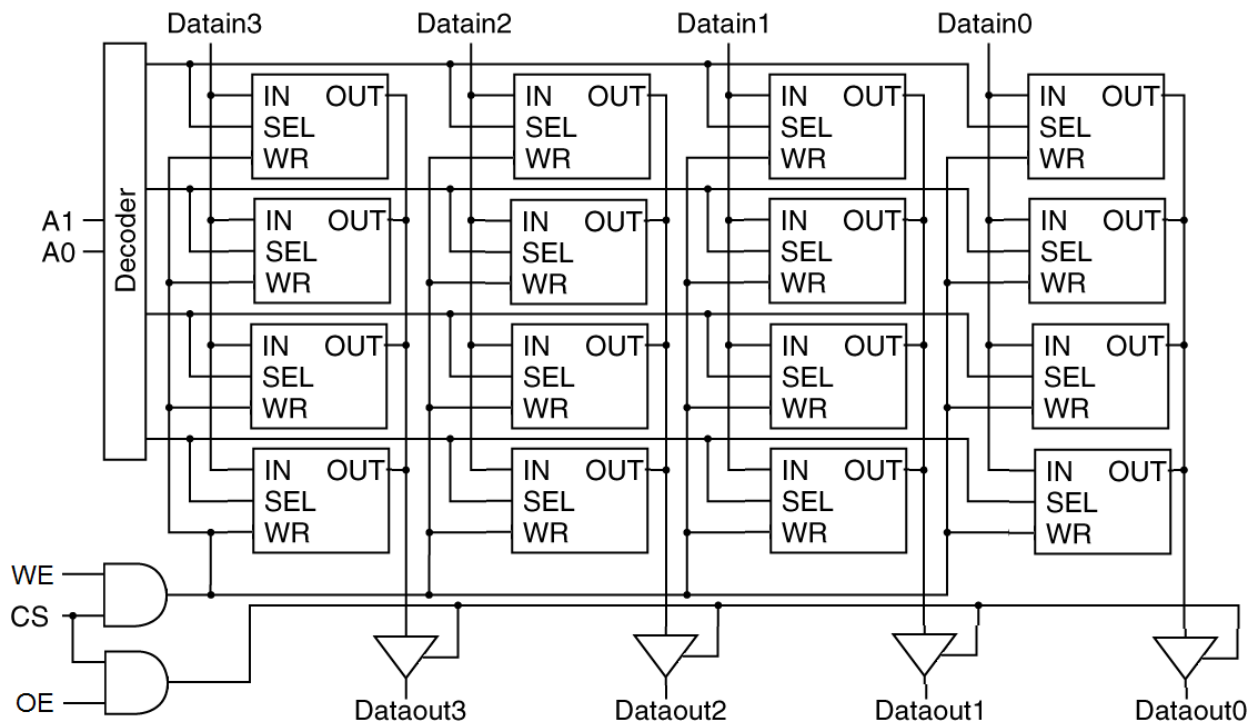 Datain3 Datain2 Datain1 Datain0
IN OUT IN OUT IN OUT IN OUT
SEL SEL SEL SEL
WR WR WR WR
Decoder
A1 IN OUT IN OUT IN OUT IN OUT
A0 SEL SEL SEL SEL
WR WR WR WR
IN OUT IN OUT IN OUT IN OUT
SEL SEL SEL SEL
WR WR WR WR
IN OUT IN OUT IN OUT IN OUT
SEL SEL SEL SEL
WR WR WR WR
WE
CS
OE
Dataout3 Dataout2 Dataout1 Dataout0